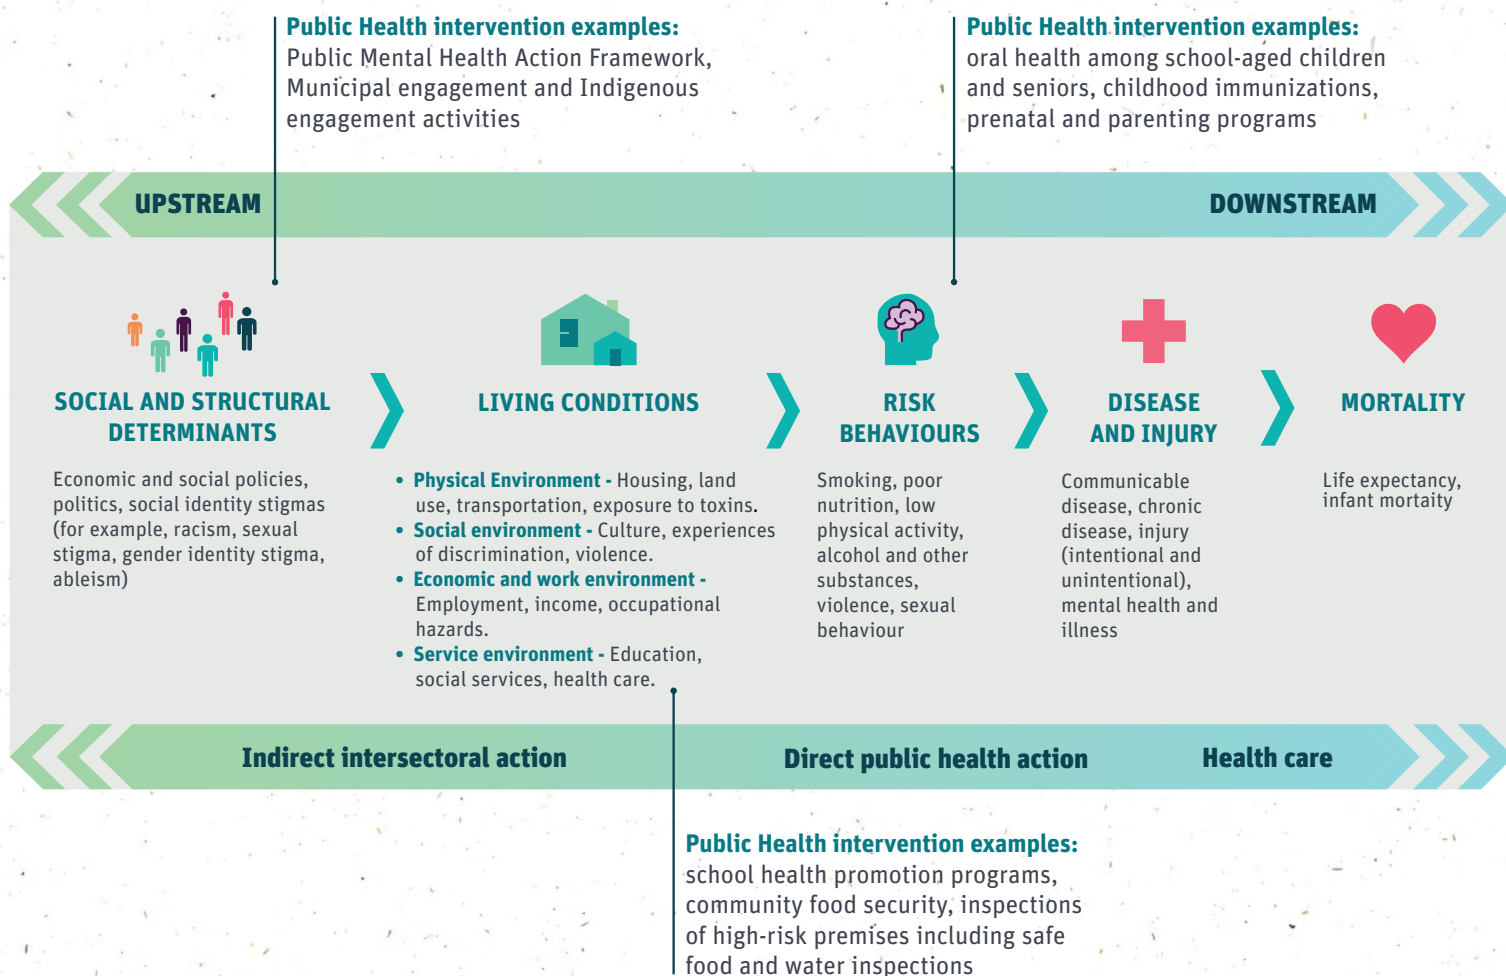 Public Health intervention examples:
Public Mental Health Action Framework,
Municipal engagement and Indigenous
engagement activities
Public Health intervention examples:
oral health among school-aged children
and seniors, childhood immunizations,
prenatal and parenting programs
UPSTREAM
DOWNSTREAM
SOCIAL AND STRUCTURAL
DETERMINANTS
Economic and social policies,
politics, social identity stigmas
(for example, racism, sexual
stigma, gender identity stigma,
ableism)
LIVING CONDITIONS
• Physical Environment - Housing, land
use, transportation, exposure to toxins.
• Social environment - Culture, experiences
of discrimination, violence.
• Economic and work environment -
Employment, income, occupational
hazards.
• Service environment - Education,
social services, health care.
RISK
BEHAVIOURS
Smoking, poor
nutrition, low
physical activity,
alcohol and other
substances,
violence, sexual
behaviour
DISEASE
AND INJURY
Communicable
disease, chronic
disease, injury
(intentional and
unintentional),
mental health and
illness
MORTALITY
Life expectancy,
infant mortaity
Indirect intersectoral action
Direct public health action
Health care
Public Health intervention examples:
school health promotion programs,
community food security, inspections
of high-risk premises including safe
food and water inspections